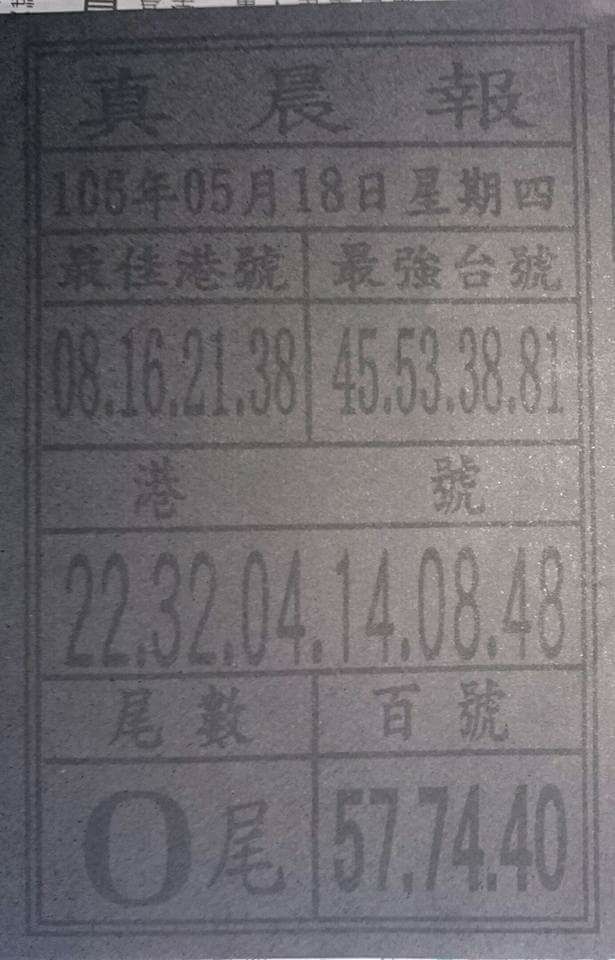 真晨報
106年05月18日星期四
最佳港號 最強台號
08.16.21.38 45.53.38.81
港號
22.32.04.14.08.48
尾數 百號
0尾 57.74.40